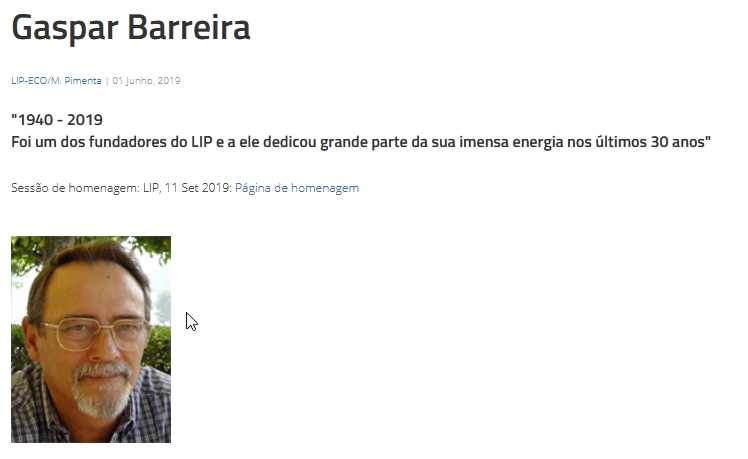 Gaspar Barreira
LIP-ECO/M. Pimenta | 01 Junho, 2019
"1940 - 2019
Foi um dos fundadores do LIP e a ele dedicou grande parte da sua imensa energia nos últimos 30 anos"
Sessão de homenagem: LIP, 11 Set 2019: Página de homenagem